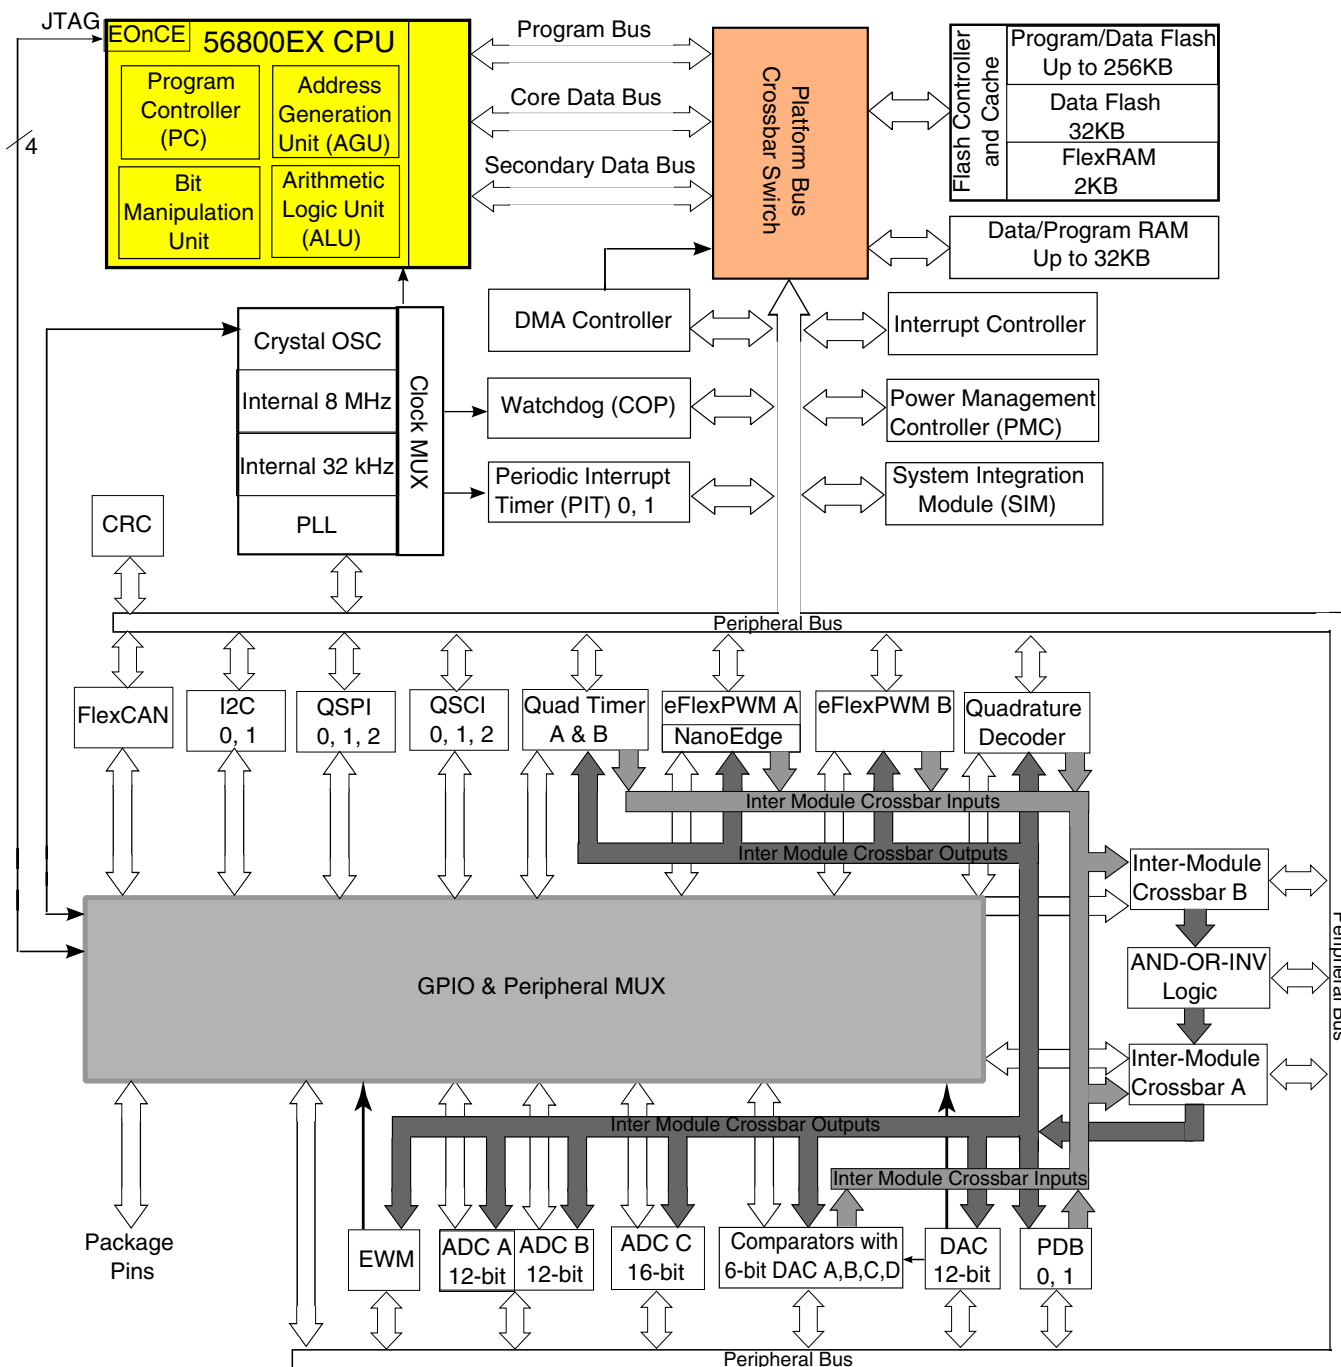 JTAG
EOnCE
56800EX CPU
Program
Controller
(PC)
Address
Generation
Unit (AGU)
Bit
Manipulation
Unit
Arithmetic
Logic Unit
(ALU)
4
Program Bus
Core Data Bus
Secondary Data Bus
Platform Bus
Crossbar Swirch
Flash Controller
and Cache
Program/Data Flash
Up to 256KB
Data Flash
32KB
FlexRAM
2KB
Data/Program RAM
Up to 32KB
DMA Controller
Interrupt Controller
Crystal OSC
Internal 8 MHz
Internal 32 kHz
PLL
Clock MUX
Watchdog (COP)
Power Management
Controller (PMC)
Periodic Interrupt
Timer (PIT) 0, 1
System Integration
Module (SIM)
CRC
Peripheral Bus
FlexCAN
I2C
0, 1
QSPI
0, 1, 2
QSCI
0, 1, 2
Quad Timer
A & B
eFlexPWM A
NanoEdge
eFlexPWM B
Quadrature
Decoder
Inter Module Crossbar Inputs
Inter Module Crossbar Outputs
Inter-Module
Crossbar B
AND-OR-INV
Logic
Inter-Module
Crossbar A
Peripheral Bus
GPIO & Peripheral MUX
Inter Module Crossbar Outputs
Inter Module Crossbar Inputs
Package
Pins
EWM
ADC A
12-bit
ADC B
12-bit
ADC C
16-bit
Comparators with
6-bit DAC A,B,C,D
DAC
12-bit
PDB
0, 1
Peripheral Bus